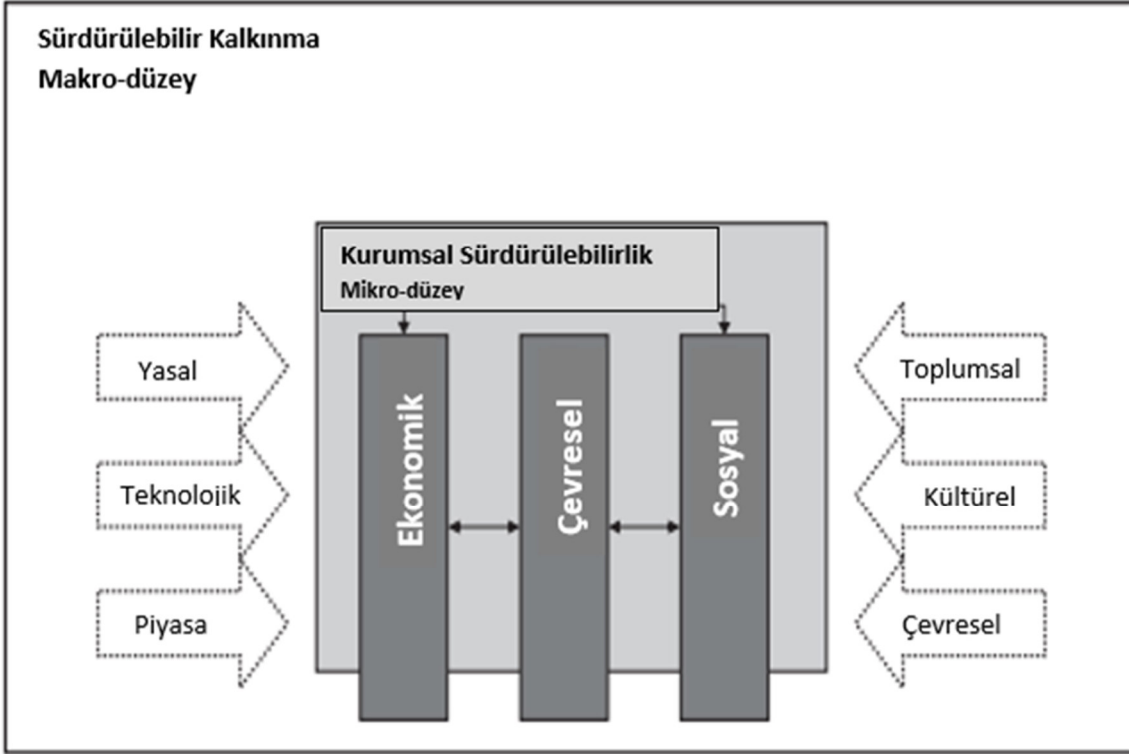 Sürdürülebilir Kalkınma
Makro-düzey
Kurumsal Sürdürülebilirlik
Mikro-düzey
Yasal
Teknolojik
Piyasa
Ekonomik
Çevresel
Sosyal
Toplumsal
Kültürel
Çevresel